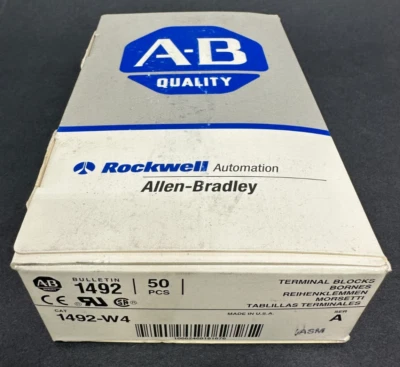 A-B
QUALITY
Rockwell Automation
Allen-Bradley
AB
BULLETIN
1492
50
PCS
TERMINAL BLOCKS
BORNES
REIHENKLEMMEN
MORSETTI
TABLILLAS TERMINALES
CAT
1492-W4
MADE IN U.S.A.
SER
A